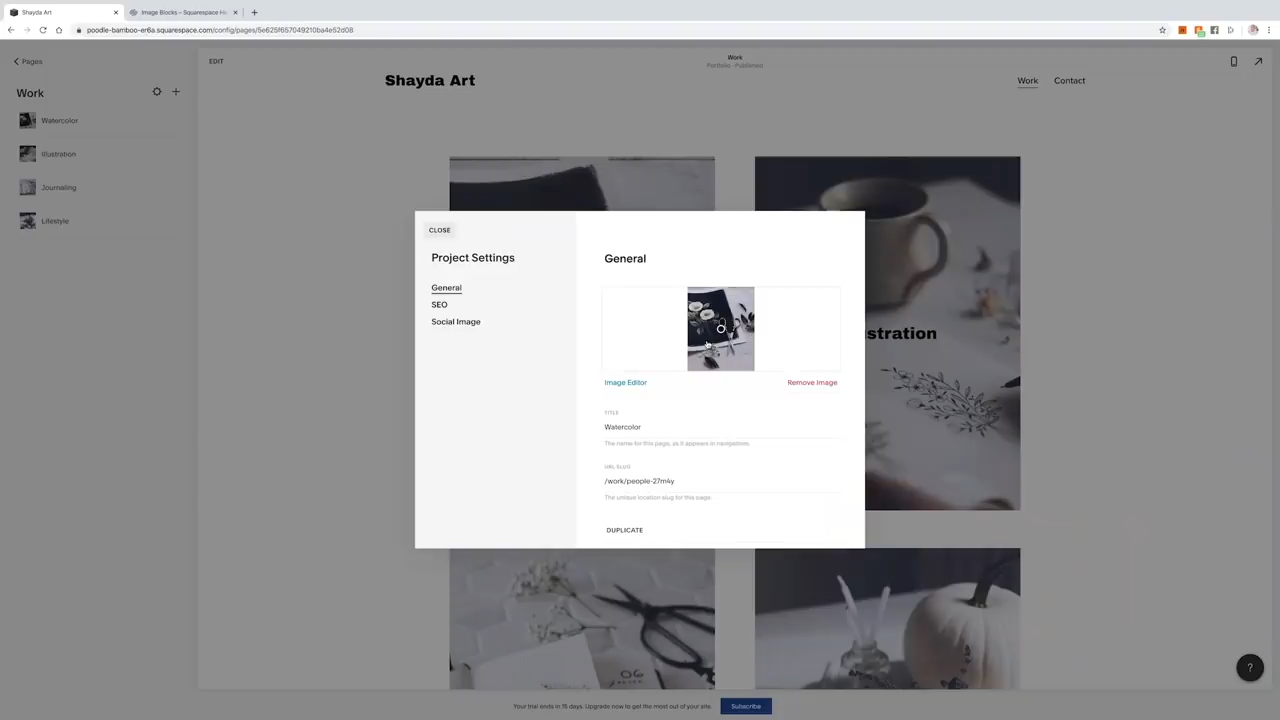 Shayda Art
Image Blocks – Squarespace H
poodle-bamboo-er6a.squarespace.com/config/pages/5e625f657049210ba4e52d08
Pages
EDIT
Work
Portfolio · Published
Work
Shayda Art
Work
Contact
Watercolor
Illustration
Journaling
Lifestyle
CLOSE
Project Settings
General
SEO
Social Image
General
Image Editor
Remove Image
TITLE
Watercolor
The name for this page, as it appears in navigations.
URL SLUG
/work/people-27m4y
The unique location slug for this page.
DUPLICATE
ustration
06
Your trial ends in 15 days. Upgrade now to get the most out of your site.
Subscribe
?